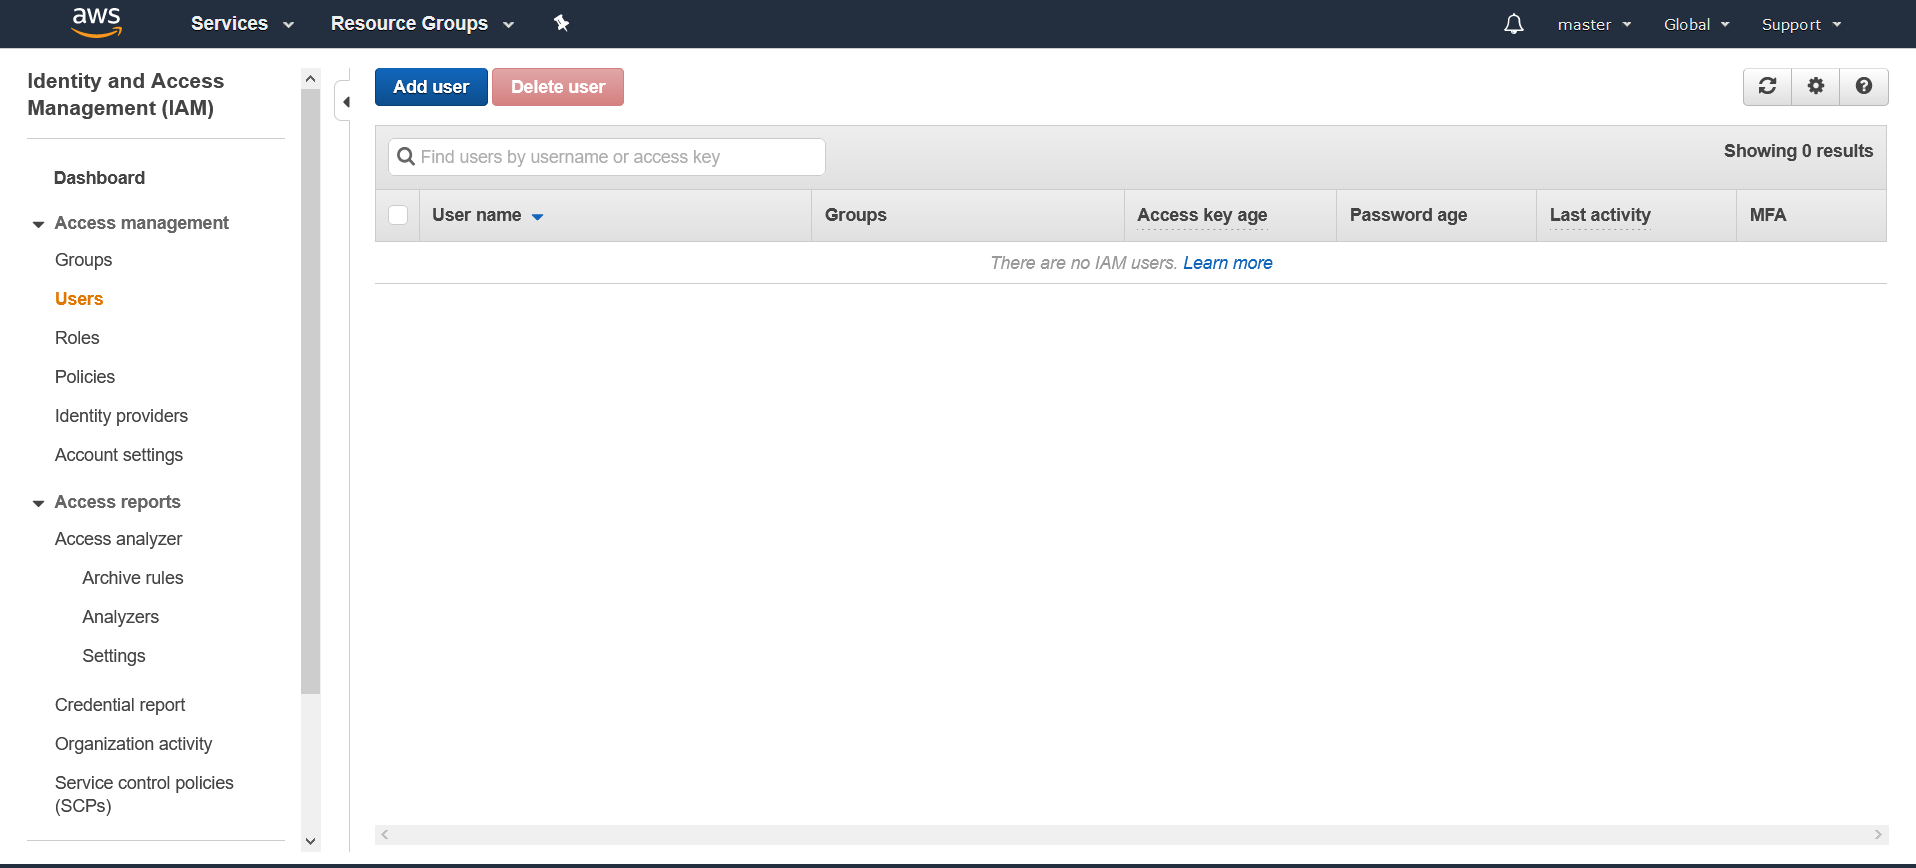 aws
Services
Resource Groups
master
Global
Support
Identity and Access
Management (IAM)
Dashboard
Access management
Groups
Users
Roles
Policies
Identity providers
Account settings
Access reports
Access analyzer
Archive rules
Analyzers
Settings
Credential report
Organization activity
Service control policies
(SCPs)
Add user
Delete user
Find users by username or access key
Showing 0 results
User name
Groups
Access key age
Password age
Last activity
MFA
There are no IAM users. Learn more